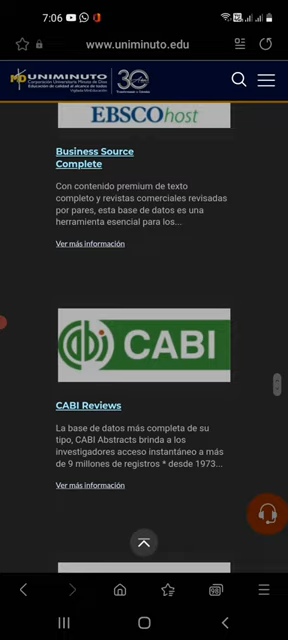 7:06
www.uniminuto.edu
UNIMINUTO
Corporación Universitaria Minuto de Dios
Educación de calidad al alcance de todos
Vigilada MinEducación
30
EBSCOhost
Business Source
Complete
Con contenido premium de texto
completo y revistas comerciales revisadas
por pares, esta base de datos es una
herramienta esencial para los...
Ver más información
CABI
CABI Reviews
La base de datos más completa de su
tipo, CABI Abstracts brinda a los
investigadores acceso instantáneo a más
de 9 millones de registros * desde 1973...
Ver más información
98